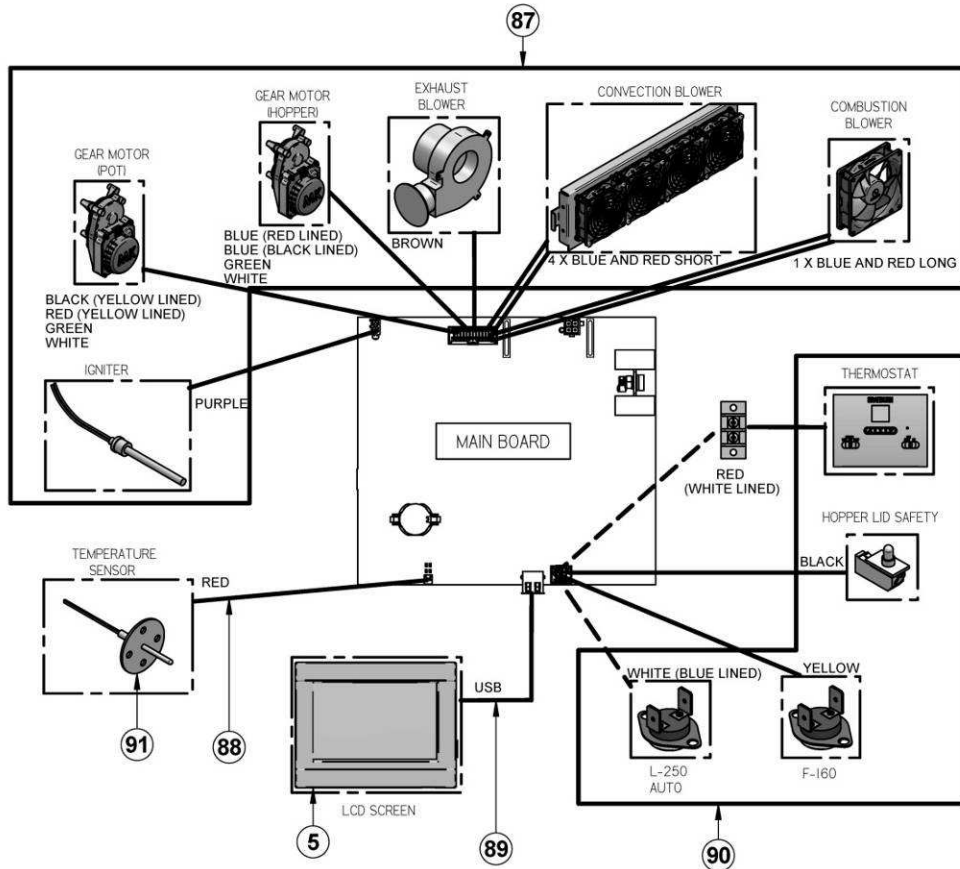 87
GEAR MOTOR
(HOPPER)
EXHAUST
BLOWER
CONVECTION BLOWER
COMBUSTION
BLOWER
GEAR MOTOR
(POT)
BLUE (RED LINED)
BLUE (BLACK LINED)
GREEN
WHITE
BROWN
4 X BLUE AND RED SHORT
1 X BLUE AND RED LONG
BLACK (YELLOW LINED)
RED (YELLOW LINED)
GREEN
WHITE
IGNITER
PURPLE
THERMOSTAT
MAIN BOARD
RED
(WHITE LINED)
HOPPER LID SAFETY
BLACK
TEMPERATURE
SENSOR
RED
WHITE (BLUE LINED)
YELLOW
USB
91
88
L-250
AUTO
F-160
LCD SCREEN
5
89
90